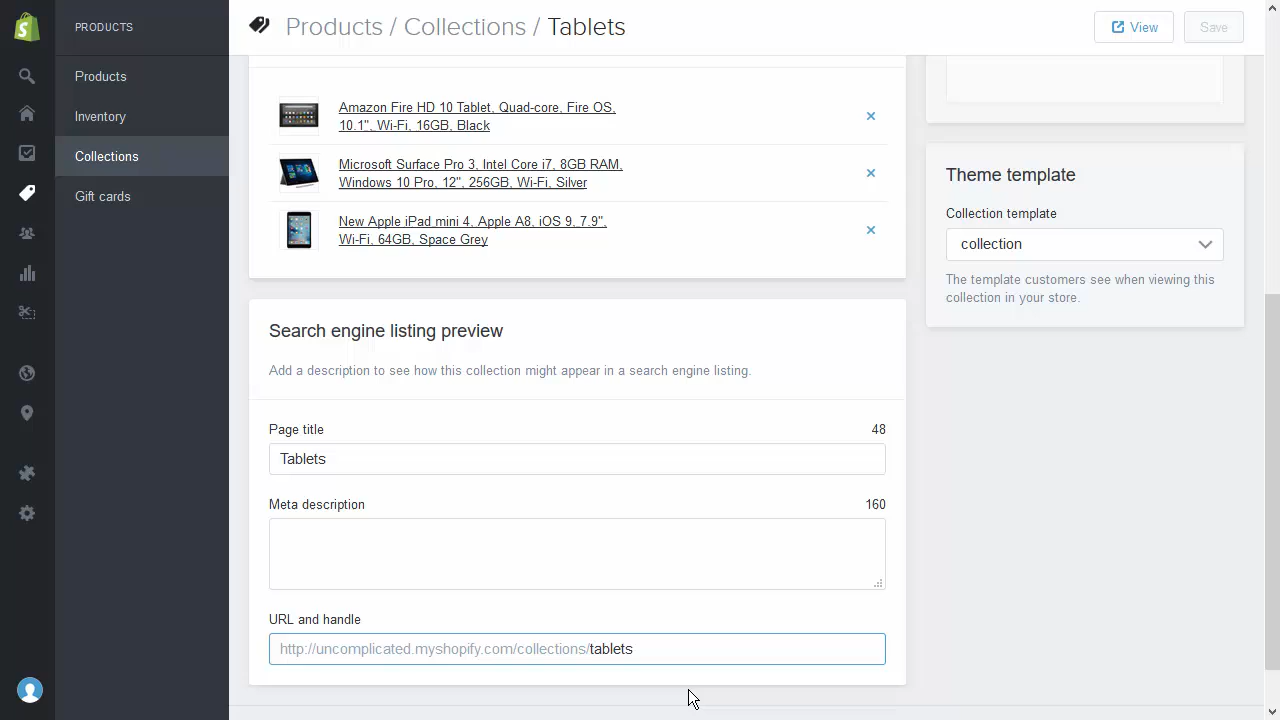 PRODUCTS
Products
Inventory
Collections
Gift cards
Products / Collections / Tablets
View
Save
Amazon Fire HD 10 Tablet, Quad-core, Fire OS,
10.1", Wi-Fi, 16GB, Black
Microsoft Surface Pro 3, Intel Core i7, 8GB RAM,
Windows 10 Pro, 12", 256GB, Wi-Fi, Silver
New Apple iPad mini 4, Apple A8, iOS 9, 7.9",
Wi-Fi, 64GB, Space Grey
Search engine listing preview
Add a description to see how this collection might appear in a search engine listing.
Page title 48
Tablets
Meta description 160
URL and handle
http://uncomplicated.myshopify.com/collections/tablets
Theme template
Collection template
collection
The template customers see when viewing this
collection in your store.